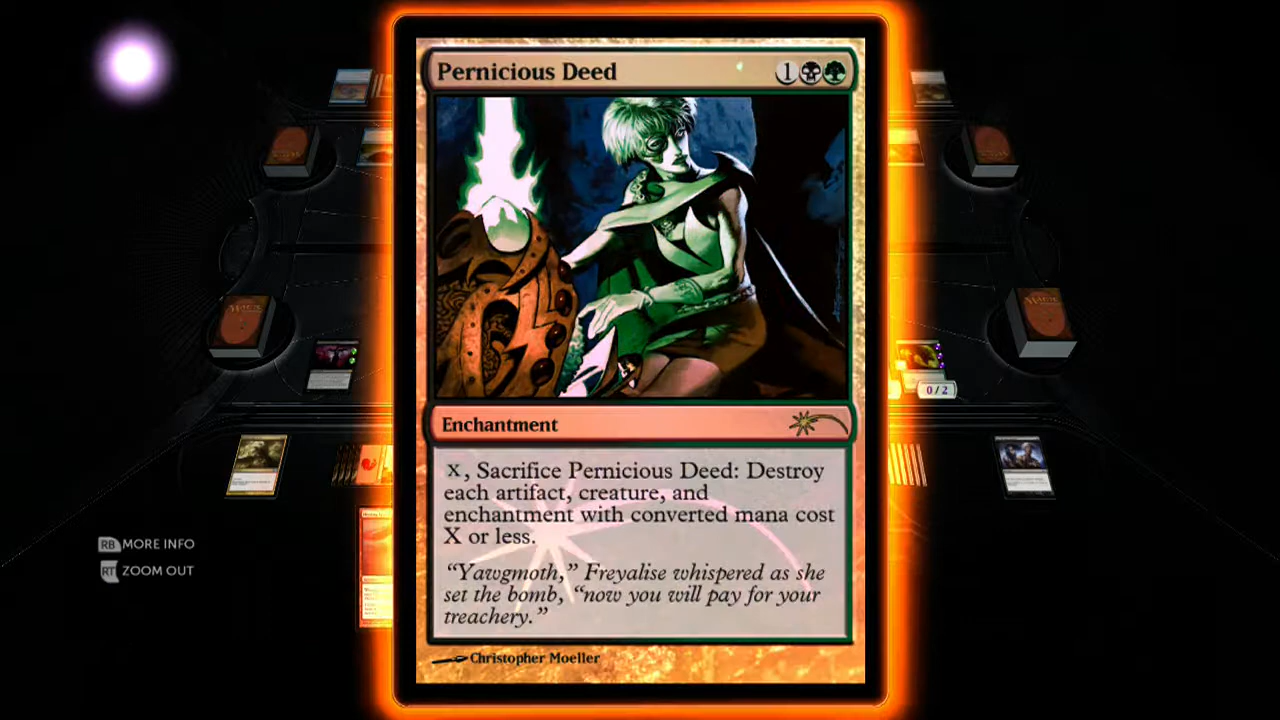 Pernicious Deed
1
Enchantment
X, Sacrifice Pernicious Deed: Destroy
each artifact, creature, and
enchantment with converted mana cost
X or less.
“Yawgmoth,” Freyalise whispered as she
set the bomb, “now you will pay for your
treachery.”
Christopher Moeller
0/2
RB MORE INFO
RT ZOOM OUT